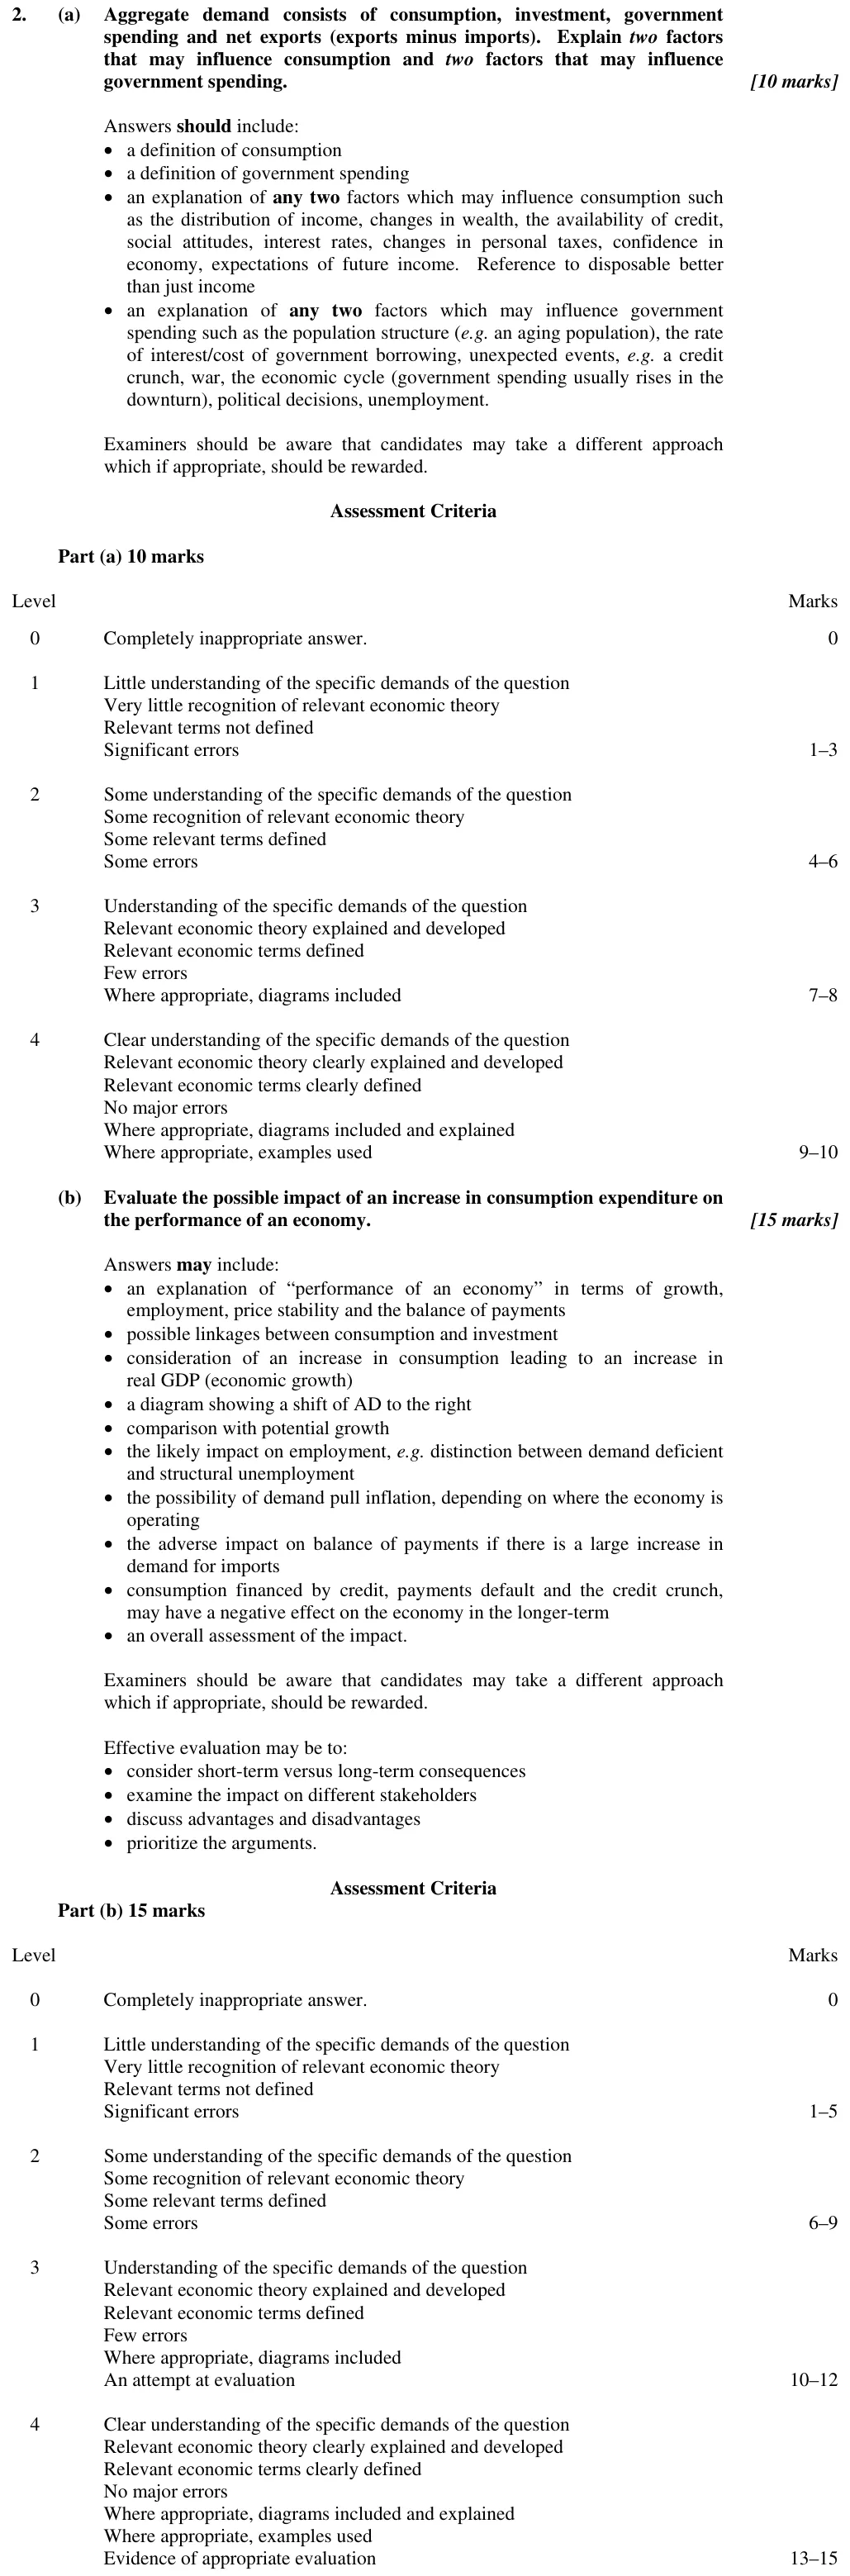 2. (a) Aggregate demand consists of consumption, investment, government
spending and net exports (exports minus imports). Explain two factors
that may influence consumption and two factors that may influence
government spending. [10 marks]
Answers should include:
• a definition of consumption
• a definition of government spending
• an explanation of any two factors which may influence consumption such
as the distribution of income, changes in wealth, the availability of credit,
social attitudes, interest rates, changes in personal taxes, confidence in
economy, expectations of future income. Reference to disposable better
than just income
• an explanation of any two factors which may influence government
spending such as the population structure (e.g. an aging population), the rate
of interest/cost of government borrowing, unexpected events, e.g. a credit
crunch, war, the economic cycle (government spending usually rises in the
downturn), political decisions, unemployment.
Examiners should be aware that candidates may take a different approach
which if appropriate, should be rewarded.
Assessment Criteria
Part (a) 10 marks
Level Marks
0 Completely inappropriate answer. 0
1 Little understanding of the specific demands of the question
Very little recognition of relevant economic theory
Relevant terms not defined
Significant errors 1–3
2 Some understanding of the specific demands of the question
Some recognition of relevant economic theory
Some relevant terms defined
Some errors 4–6
3 Understanding of the specific demands of the question
Relevant economic theory explained and developed
Relevant economic terms defined
Few errors
Where appropriate, diagrams included 7–8
4 Clear understanding of the specific demands of the question
Relevant economic theory clearly explained and developed
Relevant economic terms clearly defined
No major errors
Where appropriate, diagrams included and explained
Where appropriate, examples used 9–10
(b) Evaluate the possible impact of an increase in consumption expenditure on
the performance of an economy. [15 marks]
Answers may include:
• an explanation of “performance of an economy” in terms of growth,
employment, price stability and the balance of payments
• possible linkages between consumption and investment
• consideration of an increase in consumption leading to an increase in
real GDP (economic growth)
• a diagram showing a shift of AD to the right
• comparison with potential growth
• the likely impact on employment, e.g. distinction between demand deficient
and structural unemployment
• the possibility of demand pull inflation, depending on where the economy is
operating
• the adverse impact on balance of payments if there is a large increase in
demand for imports
• consumption financed by credit, payments default and the credit crunch,
may have a negative effect on the economy in the longer-term
• an overall assessment of the impact.
Examiners should be aware that candidates may take a different approach
which if appropriate, should be rewarded.
Effective evaluation may be to:
• consider short-term versus long-term consequences
• examine the impact on different stakeholders
• discuss advantages and disadvantages
• prioritize the arguments.
Assessment Criteria
Part (b) 15 marks
Level Marks
0 Completely inappropriate answer. 0
1 Little understanding of the specific demands of the question
Very little recognition of relevant economic theory
Relevant terms not defined
Significant errors 1–5
2 Some understanding of the specific demands of the question
Some recognition of relevant economic theory
Some relevant terms defined
Some errors 6–9
3 Understanding of the specific demands of the question
Relevant economic theory explained and developed
Relevant economic terms defined
Few errors
Where appropriate, diagrams included
An attempt at evaluation 10–12
4 Clear understanding of the specific demands of the question
Relevant economic theory clearly explained and developed
Relevant economic terms clearly defined
No major errors
Where appropriate, diagrams included and explained
Where appropriate, examples used
Evidence of appropriate evaluation 13–15